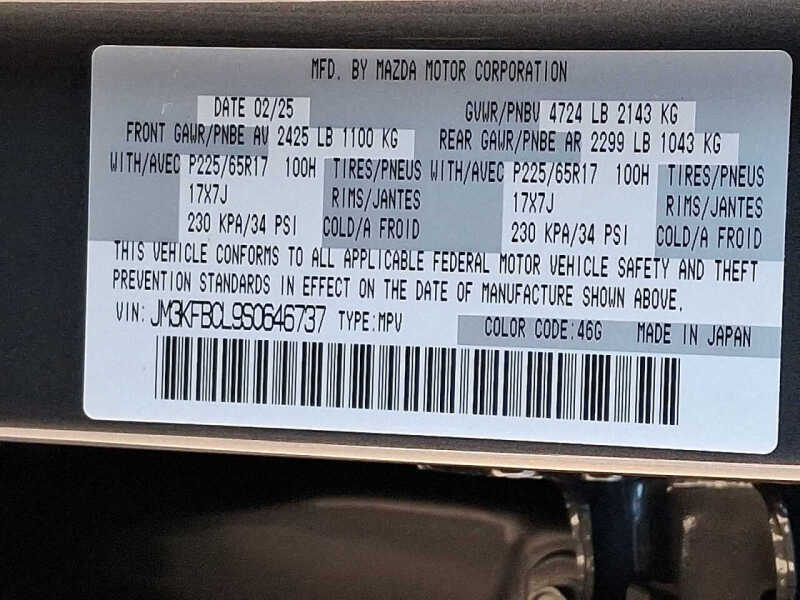 MFD. BY MAZDA MOTOR CORPORATION
DATE 02/25 GVWR/PNBV 4724 LB 2143 KG
FRONT GAWR/PNBE AV 2425 LB 1100 KG REAR GAWR/PNBE AR 2299 LB 1043 KG
WITH/AVEC P225/65R17 100H TIRES/PNEUS WITH/AVEC P225/65R17 100H TIRES/PNEUS
17X7J RIMS/JANTES 17X7J RIMS/JANTES
230 KPA/34 PSI COLD/A FROID 230 KPA/34 PSI COLD/A FROID
THIS VEHICLE CONFORMS TO ALL APPLICABLE FEDERAL MOTOR VEHICLE SAFETY AND THEFT
PREVENTION STANDARDS IN EFFECT ON THE DATE OF MANUFACTURE SHOWN ABOVE.
VIN: JM3KFBCL9S0646737 TYPE:MPV COLOR CODE:46G MADE IN JAPAN